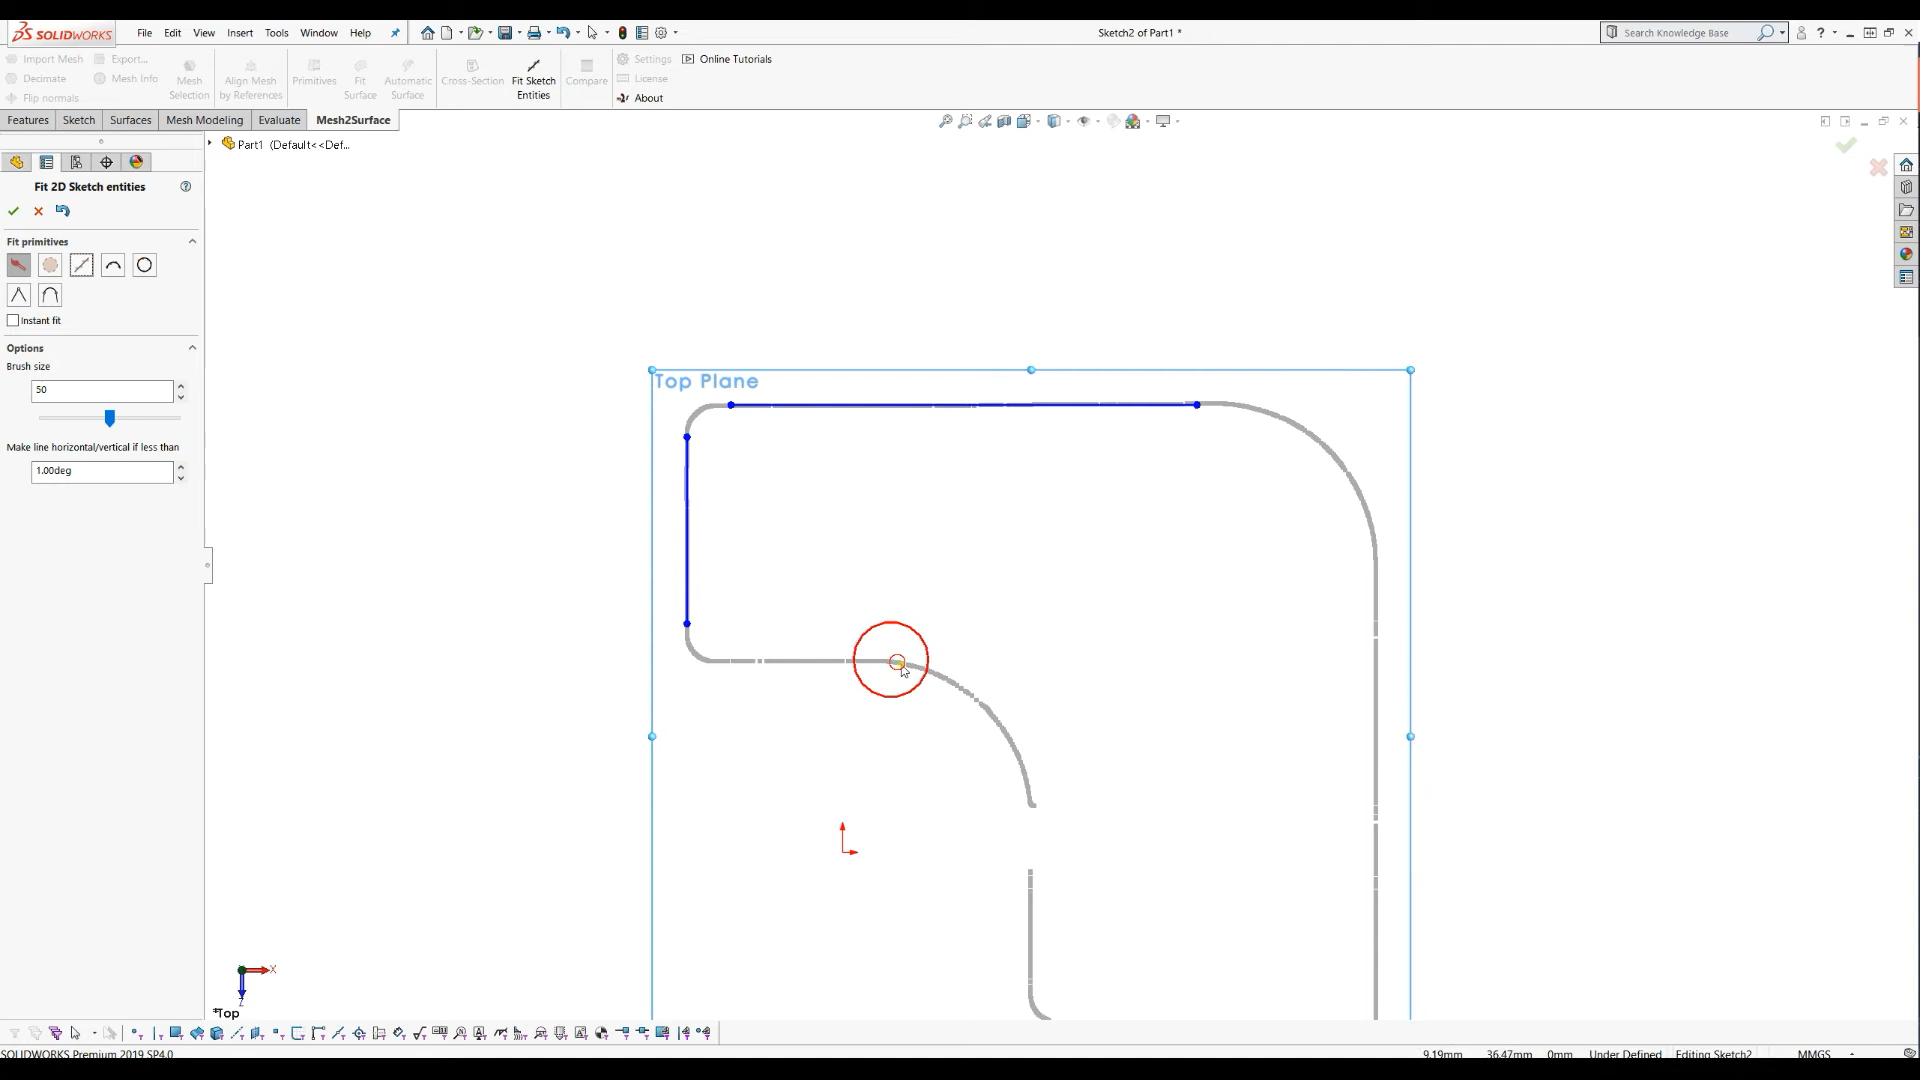 SOLIDWORKS
File Edit View Insert Tools Window Help
Sketch2 of Part1 *
Search Knowledge Base
?
Import Mesh
Export...
Decimate
Mesh Info
Flip normals
Mesh
Selection
Align Mesh
by References
Primitives
Fit
Surface
Automatic
Surface
Cross-Section
Fit Sketch
Entities
Compare
Settings
License
About
Online Tutorials
Features Sketch Surfaces Mesh Modeling Evaluate Mesh2Surface
Part1 (Default<<Def...
Fit 2D Sketch entities
?
Fit primitives
Instant fit
Options
Brush size
50
Make line horizontal/vertical if less than
1.00deg
Top Plane
X
Z
*Top
SOLIDWORKS Premium 2019 SP4.0
9.19mm 36.47mm 0mm Under Defined Editing Sketch2 MMGS